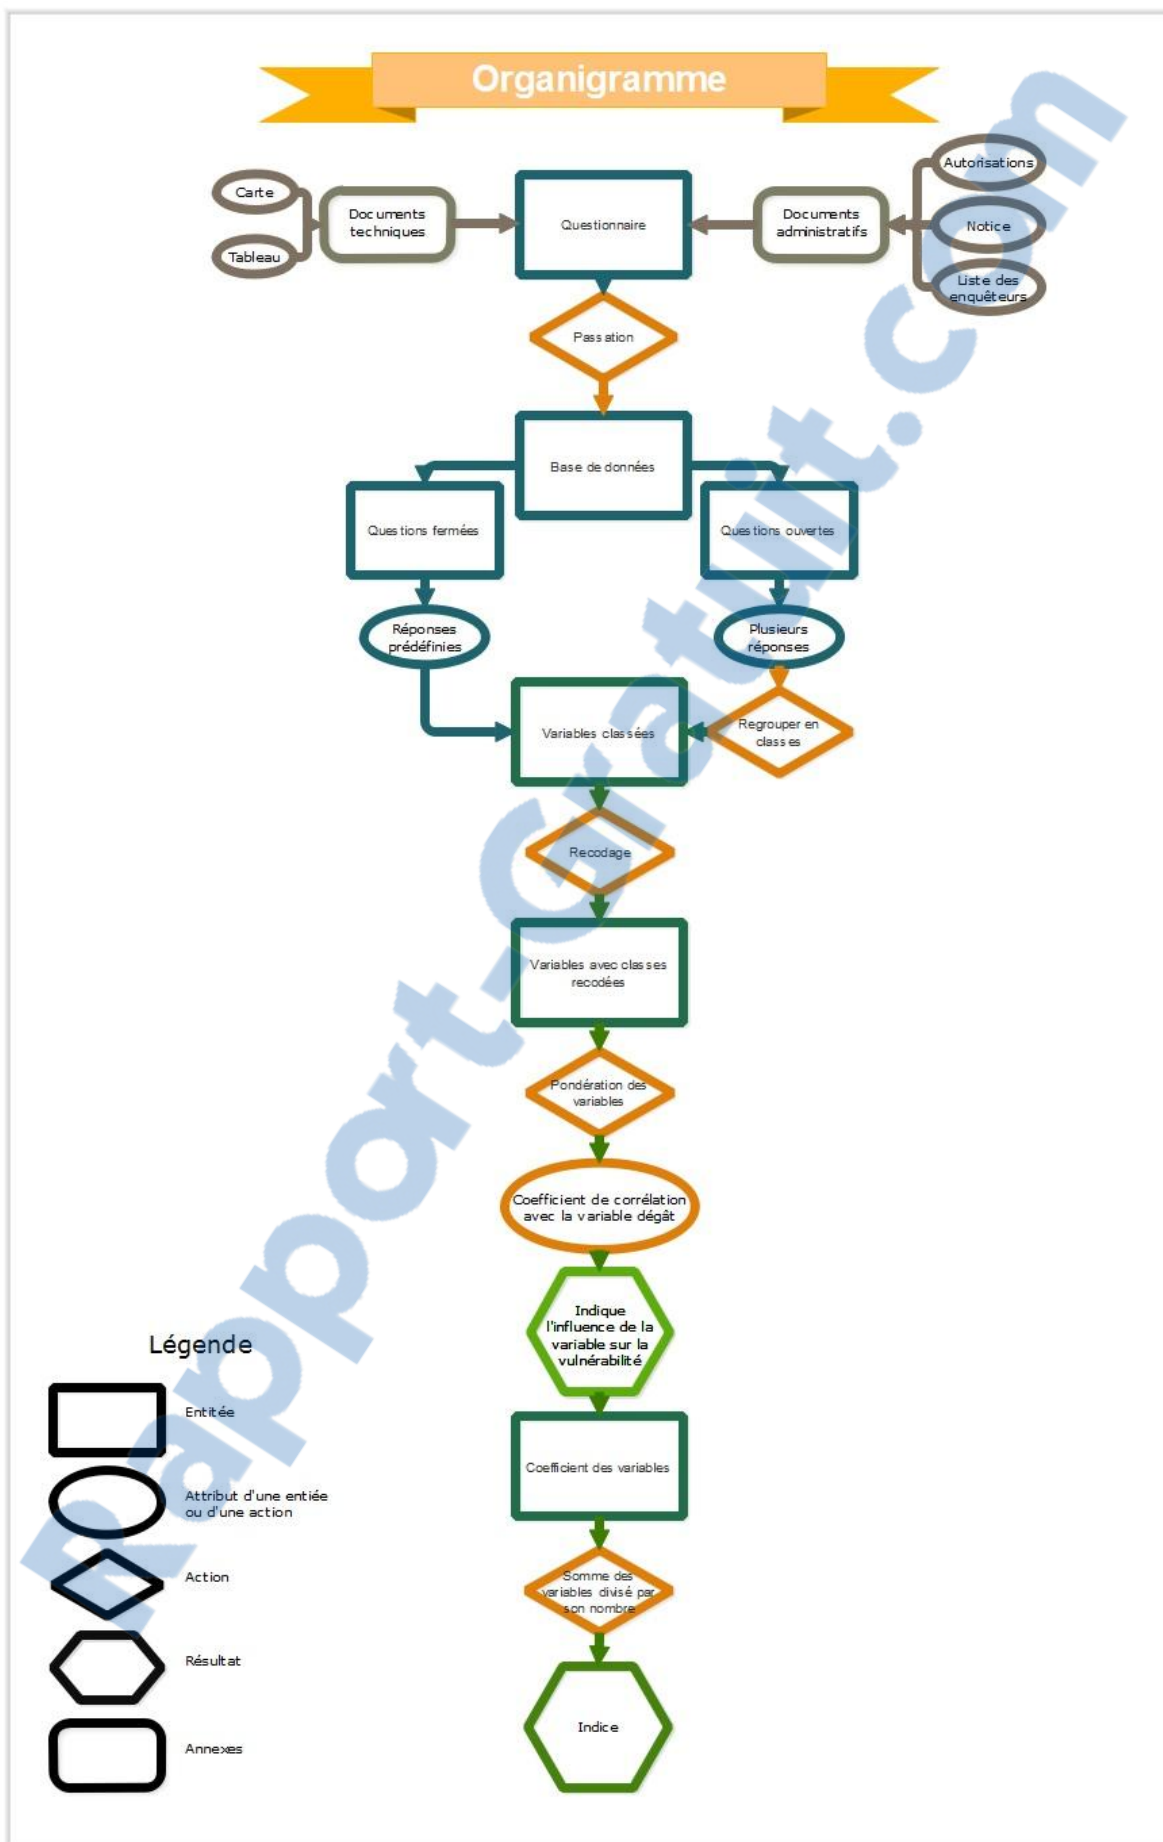 Organigramme
Carte
Tableau
Documents
techniques
Questionnaire
Documents
administratifs
Autorisations
Notice
Liste des
enquêteurs
Passation
Base de données
Questions fermées
Questions ouvertes
Réponses
prédéfinies
Plusieurs
réponses
Variables classées
Regrouper en
classes
Recodage
Variables avec classes
recodées
Pondération des
variables
Coefficient de corrélation
avec la variable dégât
Indique
l'influence de la
variable sur la
vulnérabilité
Coefficient des variables
Somme des
variables divisé par
son nombre
Indice
Légende
Entitée
Attribut d'une entiée
ou d'une action
Action
Résultat
Annexes
Rapport-Gratuit.com